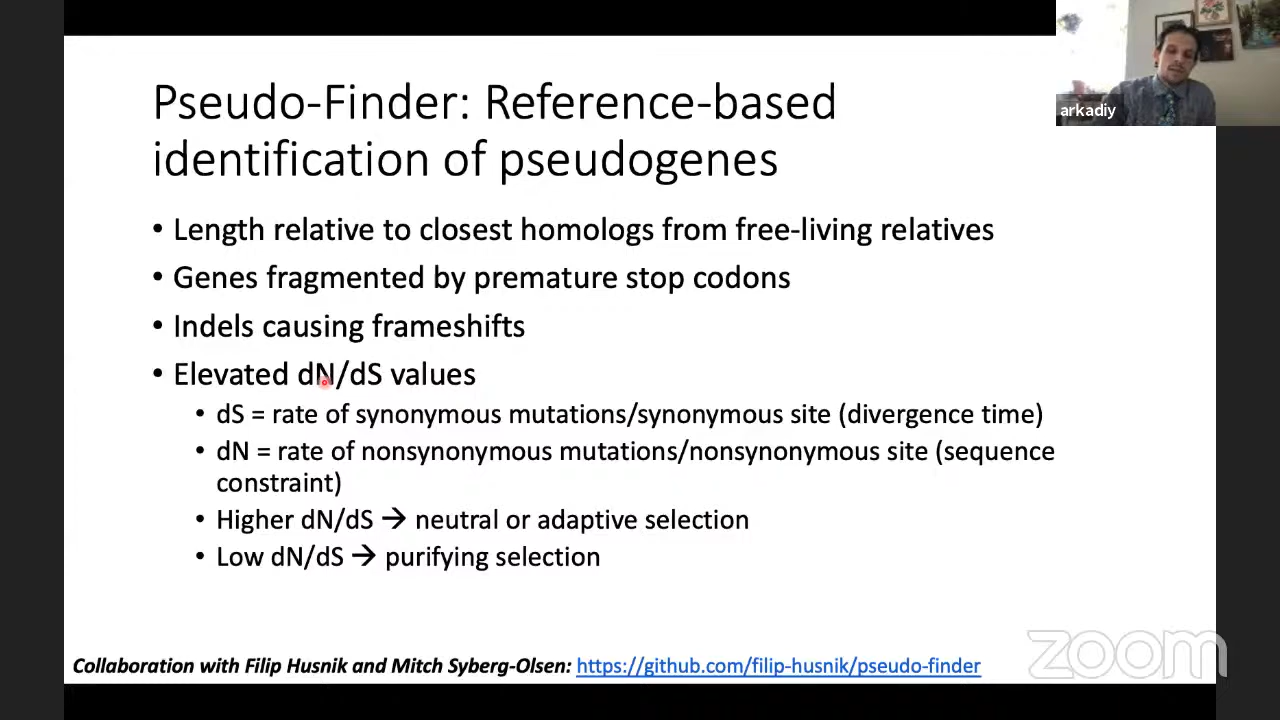 Pseudo-Finder: Reference-based
identification of pseudogenes
arkadiy
• Length relative to closest homologs from free-living relatives
• Genes fragmented by premature stop codons
• Indels causing frameshifts
• Elevated dN/dS values
• dS = rate of synonymous mutations/synonymous site (divergence time)
• dN = rate of nonsynonymous mutations/nonsynonymous site (sequence
constraint)
• Higher dN/dS → neutral or adaptive selection
• Low dN/dS → purifying selection
Collaboration with Filip Husnik and Mitch Syberg-Olsen: https://github.com/filip-husnik/pseudo-finder
zoom